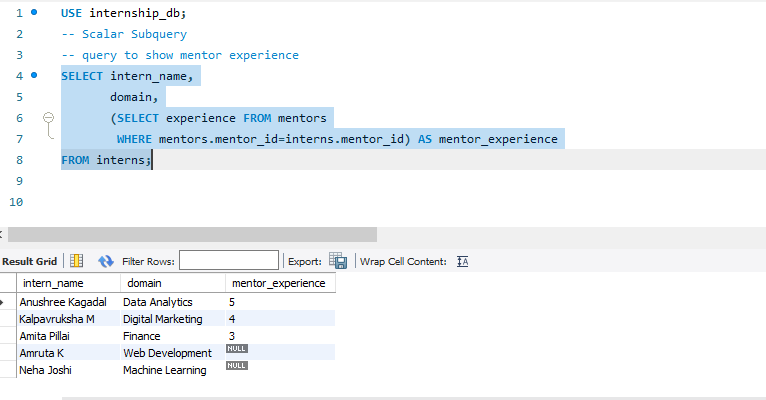 1 USE internship_db;
2 -- Scalar Subquery
3 -- query to show mentor experience
4 SELECT intern_name,
5 domain,
6 (SELECT experience FROM mentors
7 WHERE mentors.mentor_id=interns.mentor_id) AS mentor_experience
8 FROM interns;
9
10
Result Grid Filter Rows: Export: Wrap Cell Content:
intern_name domain mentor_experience
Anushree Kagadal Data Analytics 5
Kalpavruksha M Digital Marketing 4
Amita Pillai Finance 3
Amruta K Web Development NULL
Neha Joshi Machine Learning NULL